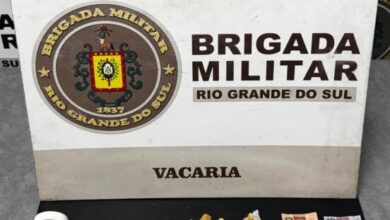 BRIGADA MILITAR
RIO GRANDE DO SUL
1837
BRIGADA
MILITAR
RIO GRANDE DO SUL
VACARIA